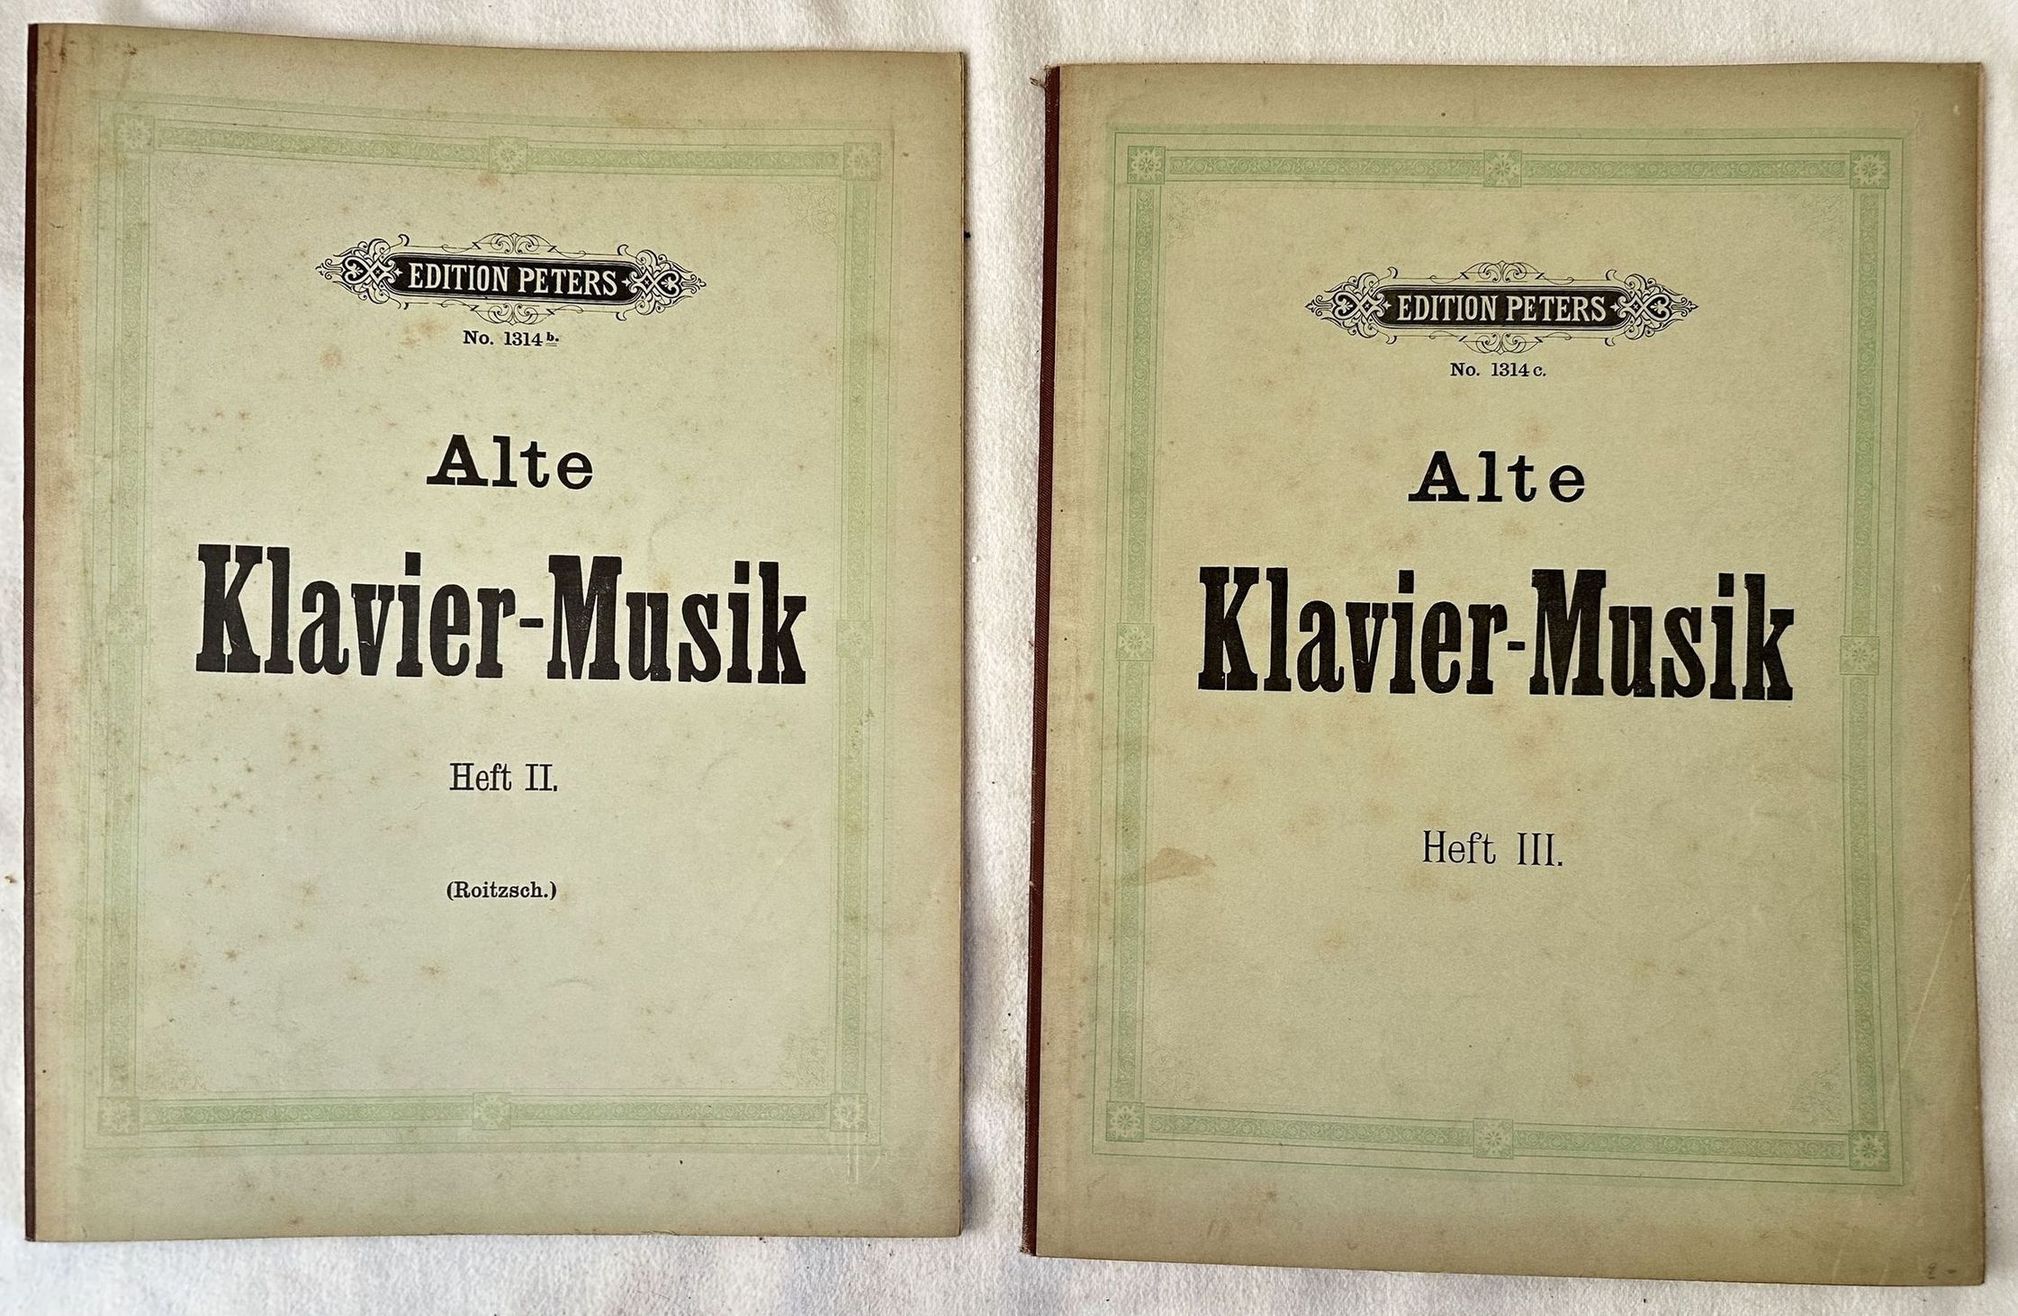 EDITION PETERS
No. 1314 b.
Alte
Klavier-Musik
Heft II.
(Roitzsch.)
EDITION PETERS
No. 1314 c.
Alte
Klavier-Musik
Heft III.